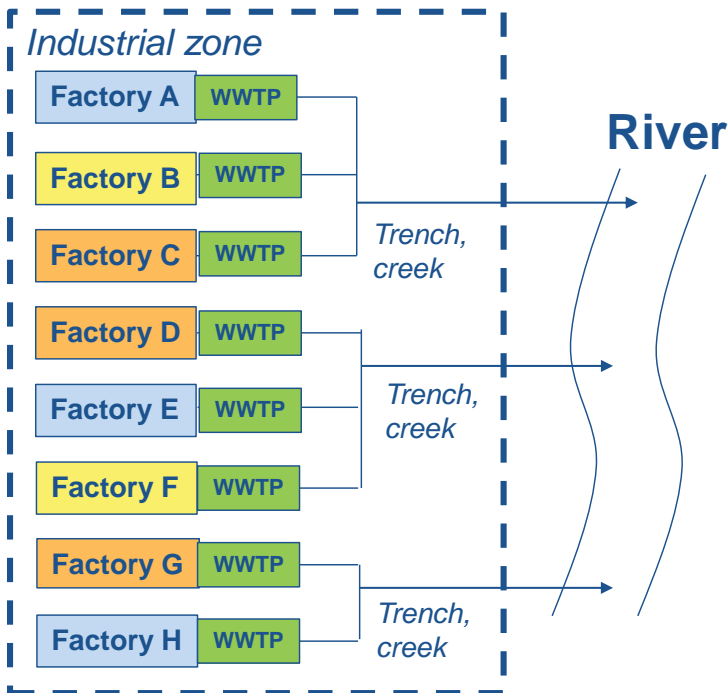 Industrial zone
Factory A WWTP
River
Factory B WWTP
Factory C WWTP
Trench,
creek
Factory D WWTP
Factory E WWTP
Trench,
creek
Factory F WWTP
Factory G WWTP
Factory H WWTP
Trench,
creek